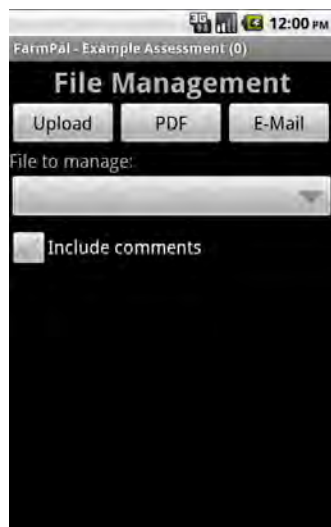 12:00 PM
FarmPal - Example Assessment (0)
File Management
Upload PDF E-Mail
File to manage:
Include comments